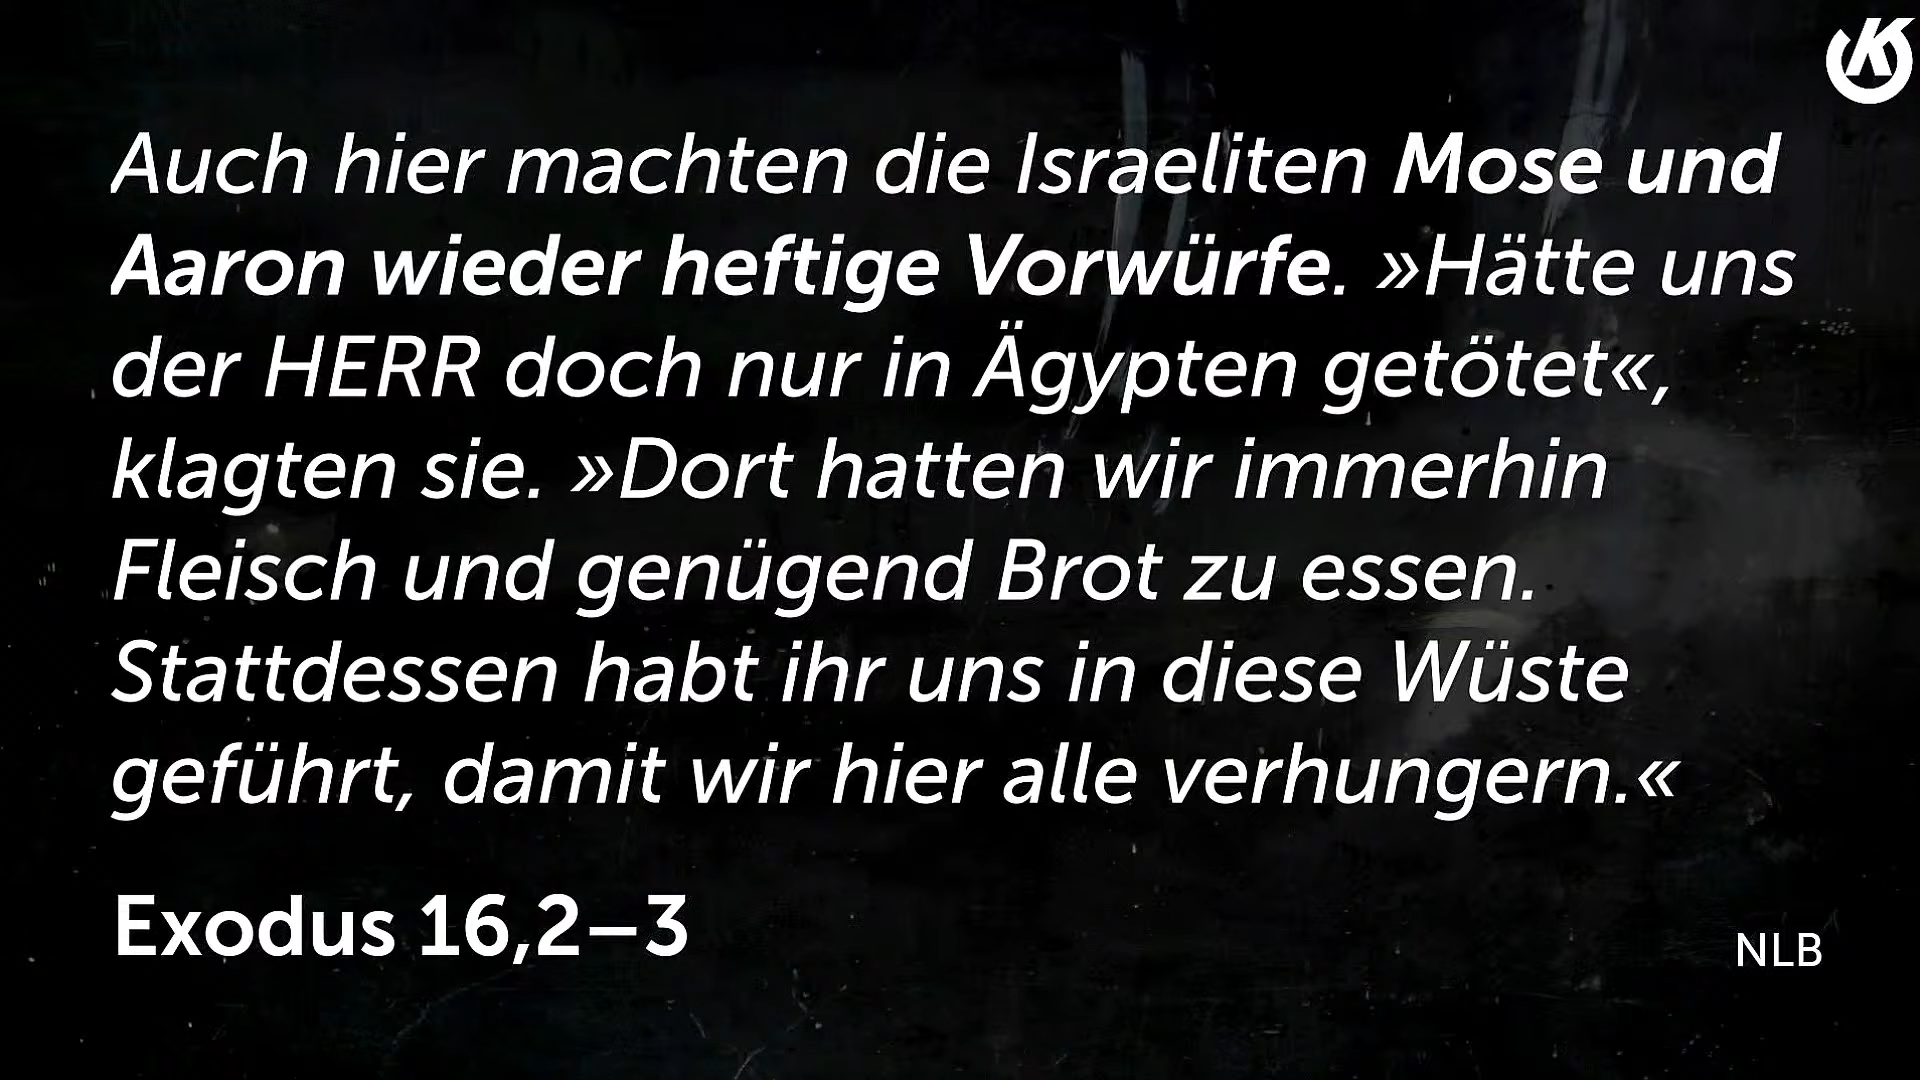 Auch hier machten die Israeliten Mose und
Aaron wieder heftige Vorwürfe. »Hätte uns
der HERR doch nur in Ägypten getötet«,
klagten sie. »Dort hatten wir immerhin
Fleisch und genügend Brot zu essen.
Stattdessen habt ihr uns in diese Wüste
geführt, damit wir hier alle verhungern.«
Exodus 16,2–3
NLB